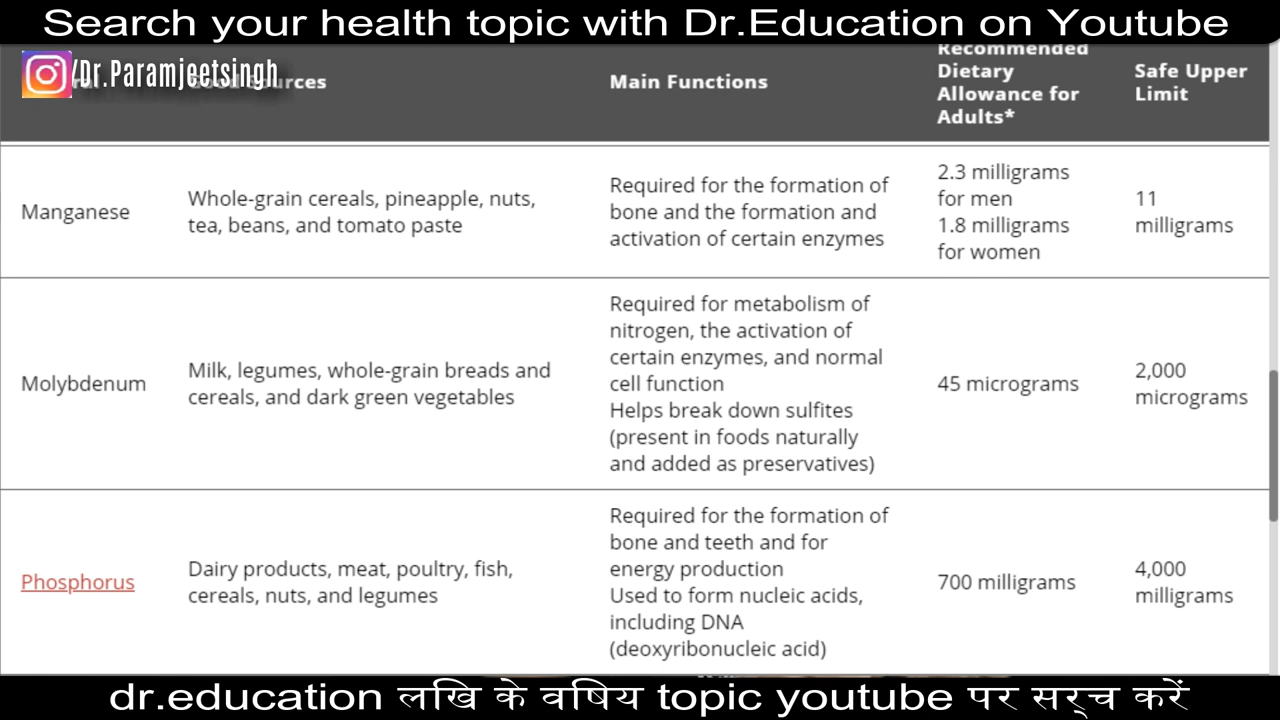 Search your health topic with Dr.Education on Youtube
/Dr.Paramjeetsingh
Main Functions
Recommended
Dietary
Allowance for
Adults*
Safe Upper
Limit
Manganese
Whole-grain cereals, pineapple, nuts,
tea, beans, and tomato paste
Required for the formation of
bone and the formation and
activation of certain enzymes
2.3 milligrams
for men
1.8 milligrams
for women
11
milligrams
Molybdenum
Milk, legumes, whole-grain breads and
cereals, and dark green vegetables
Required for metabolism of
nitrogen, the activation of
certain enzymes, and normal
cell function
Helps break down sulfites
(present in foods naturally
and added as preservatives)
45 micrograms
2,000
micrograms
Phosphorus
Dairy products, meat, poultry, fish,
cereals, nuts, and legumes
Required for the formation of
bone and teeth and for
energy production
Used to form nucleic acids,
including DNA
(deoxyribonucleic acid)
700 milligrams
4,000
milligrams
dr.education लखि के वषिय topic youtube पर सर्च करें